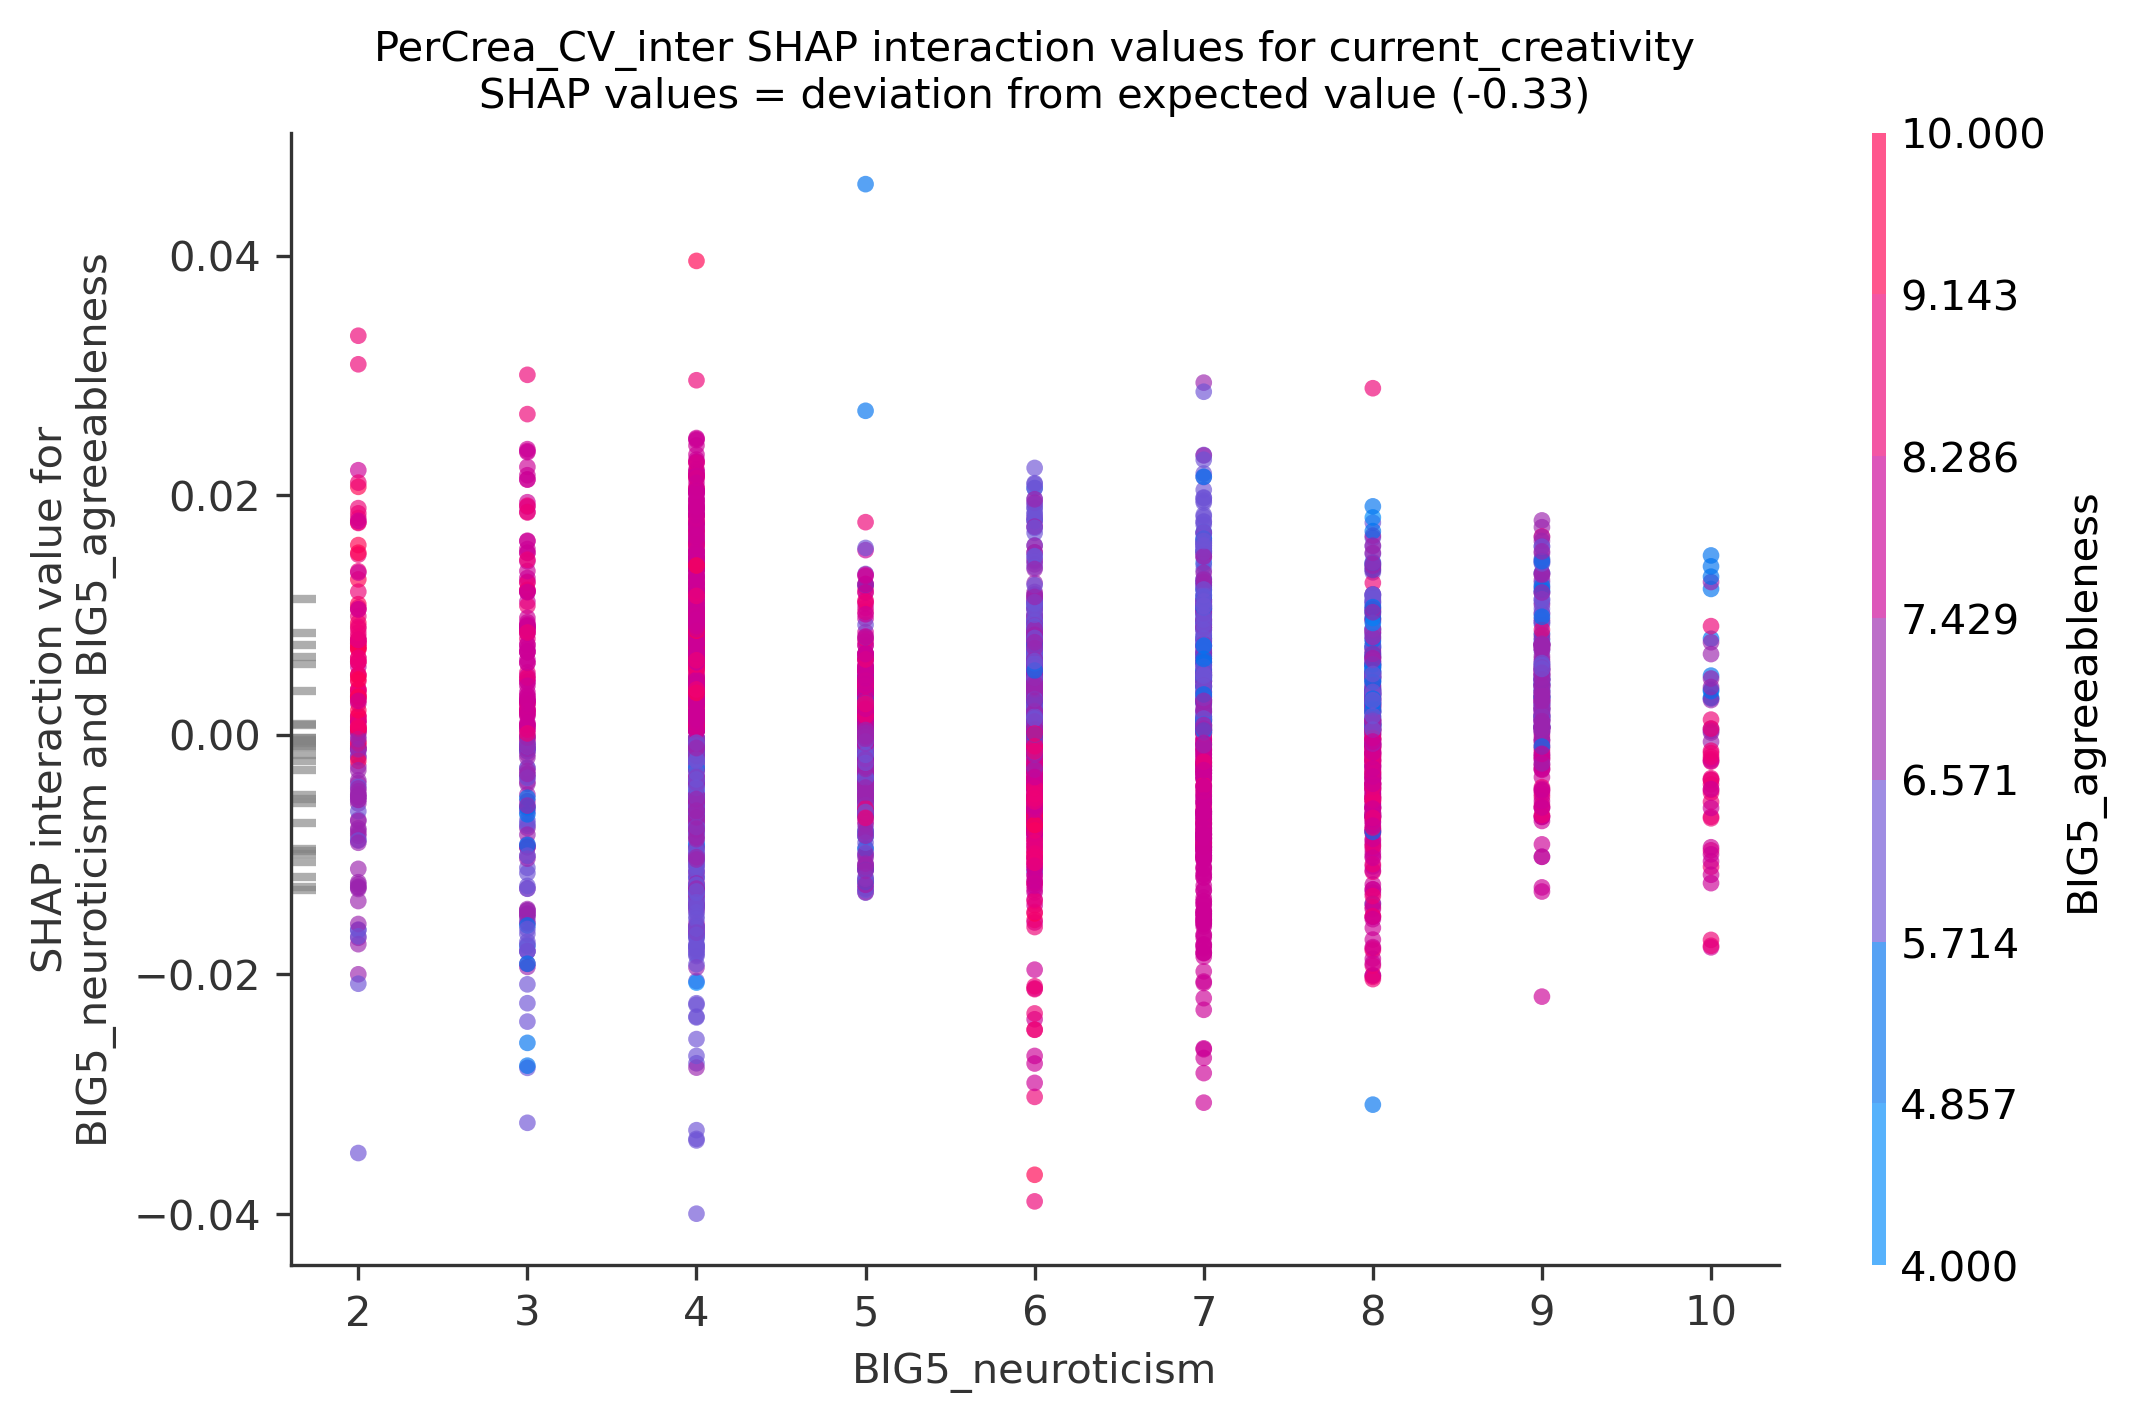 PerCrea_CV_inter SHAP interaction values for current_creativity
SHAP values = deviation from expected value (-0.33)
SHAP interaction value for
BIG5_neuroticism and BIG5_agreeableness
0.04
0.02
0.00
−0.02
−0.04
2 3 4 5 6 7 8 9 10
BIG5_neuroticism
10.000
9.143
8.286
7.429
6.571
5.714
4.857
4.000
BIG5_agreeableness